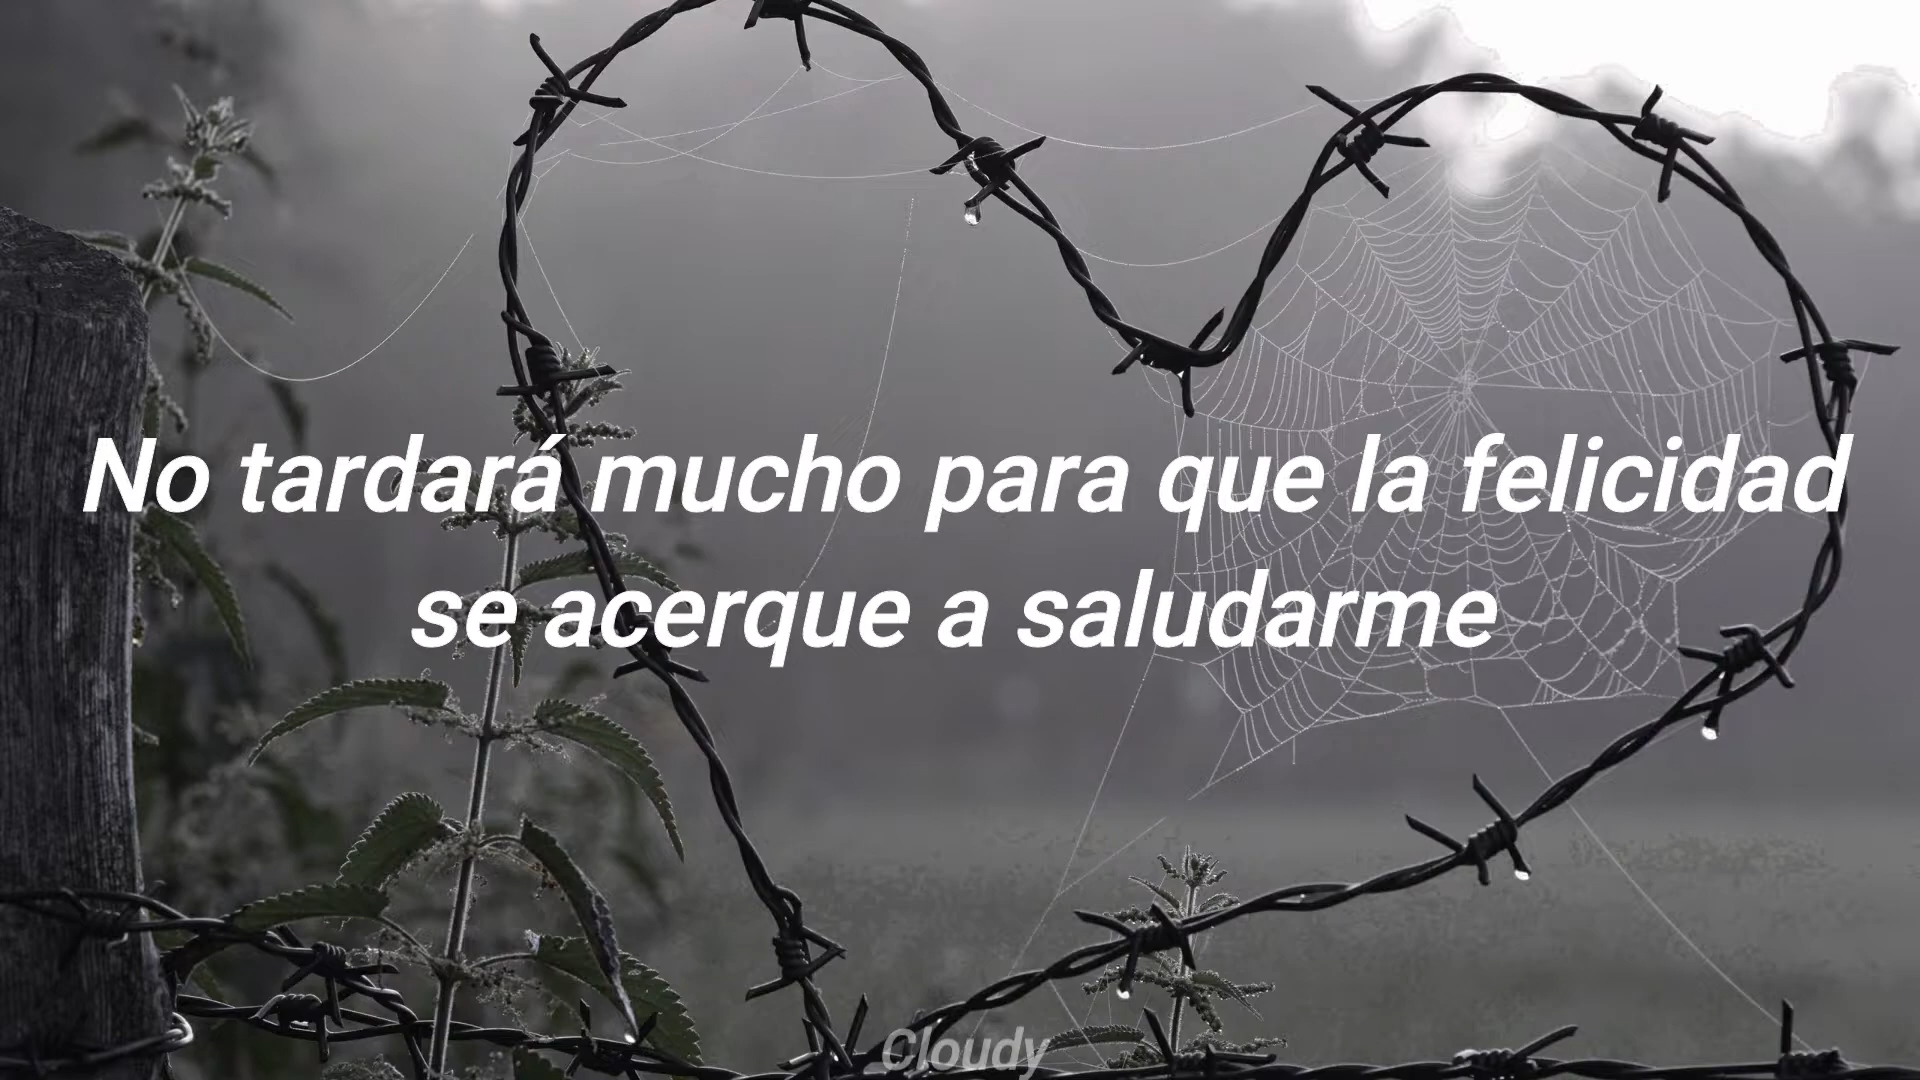 No tardará mucho para que la felicidad
se acerque a saludarme
Cloudy